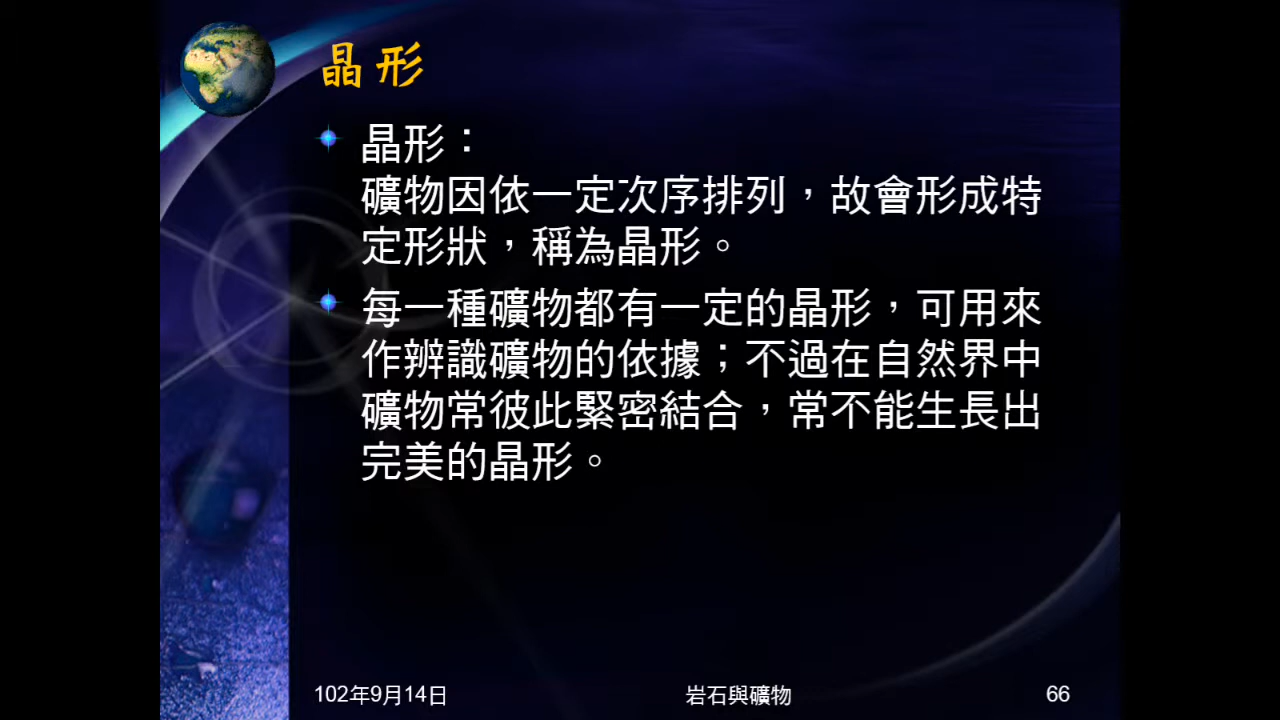 晶形
晶形：
礦物因依一定次序排列，故會形成特
定形狀，稱為晶形。
每一種礦物都有一定的晶形，可用來
作辨識礦物的依據；不過在自然界中
礦物常彼此緊密結合，常不能生長出
完美的晶形。
102年9月14日
岩石與礦物
66